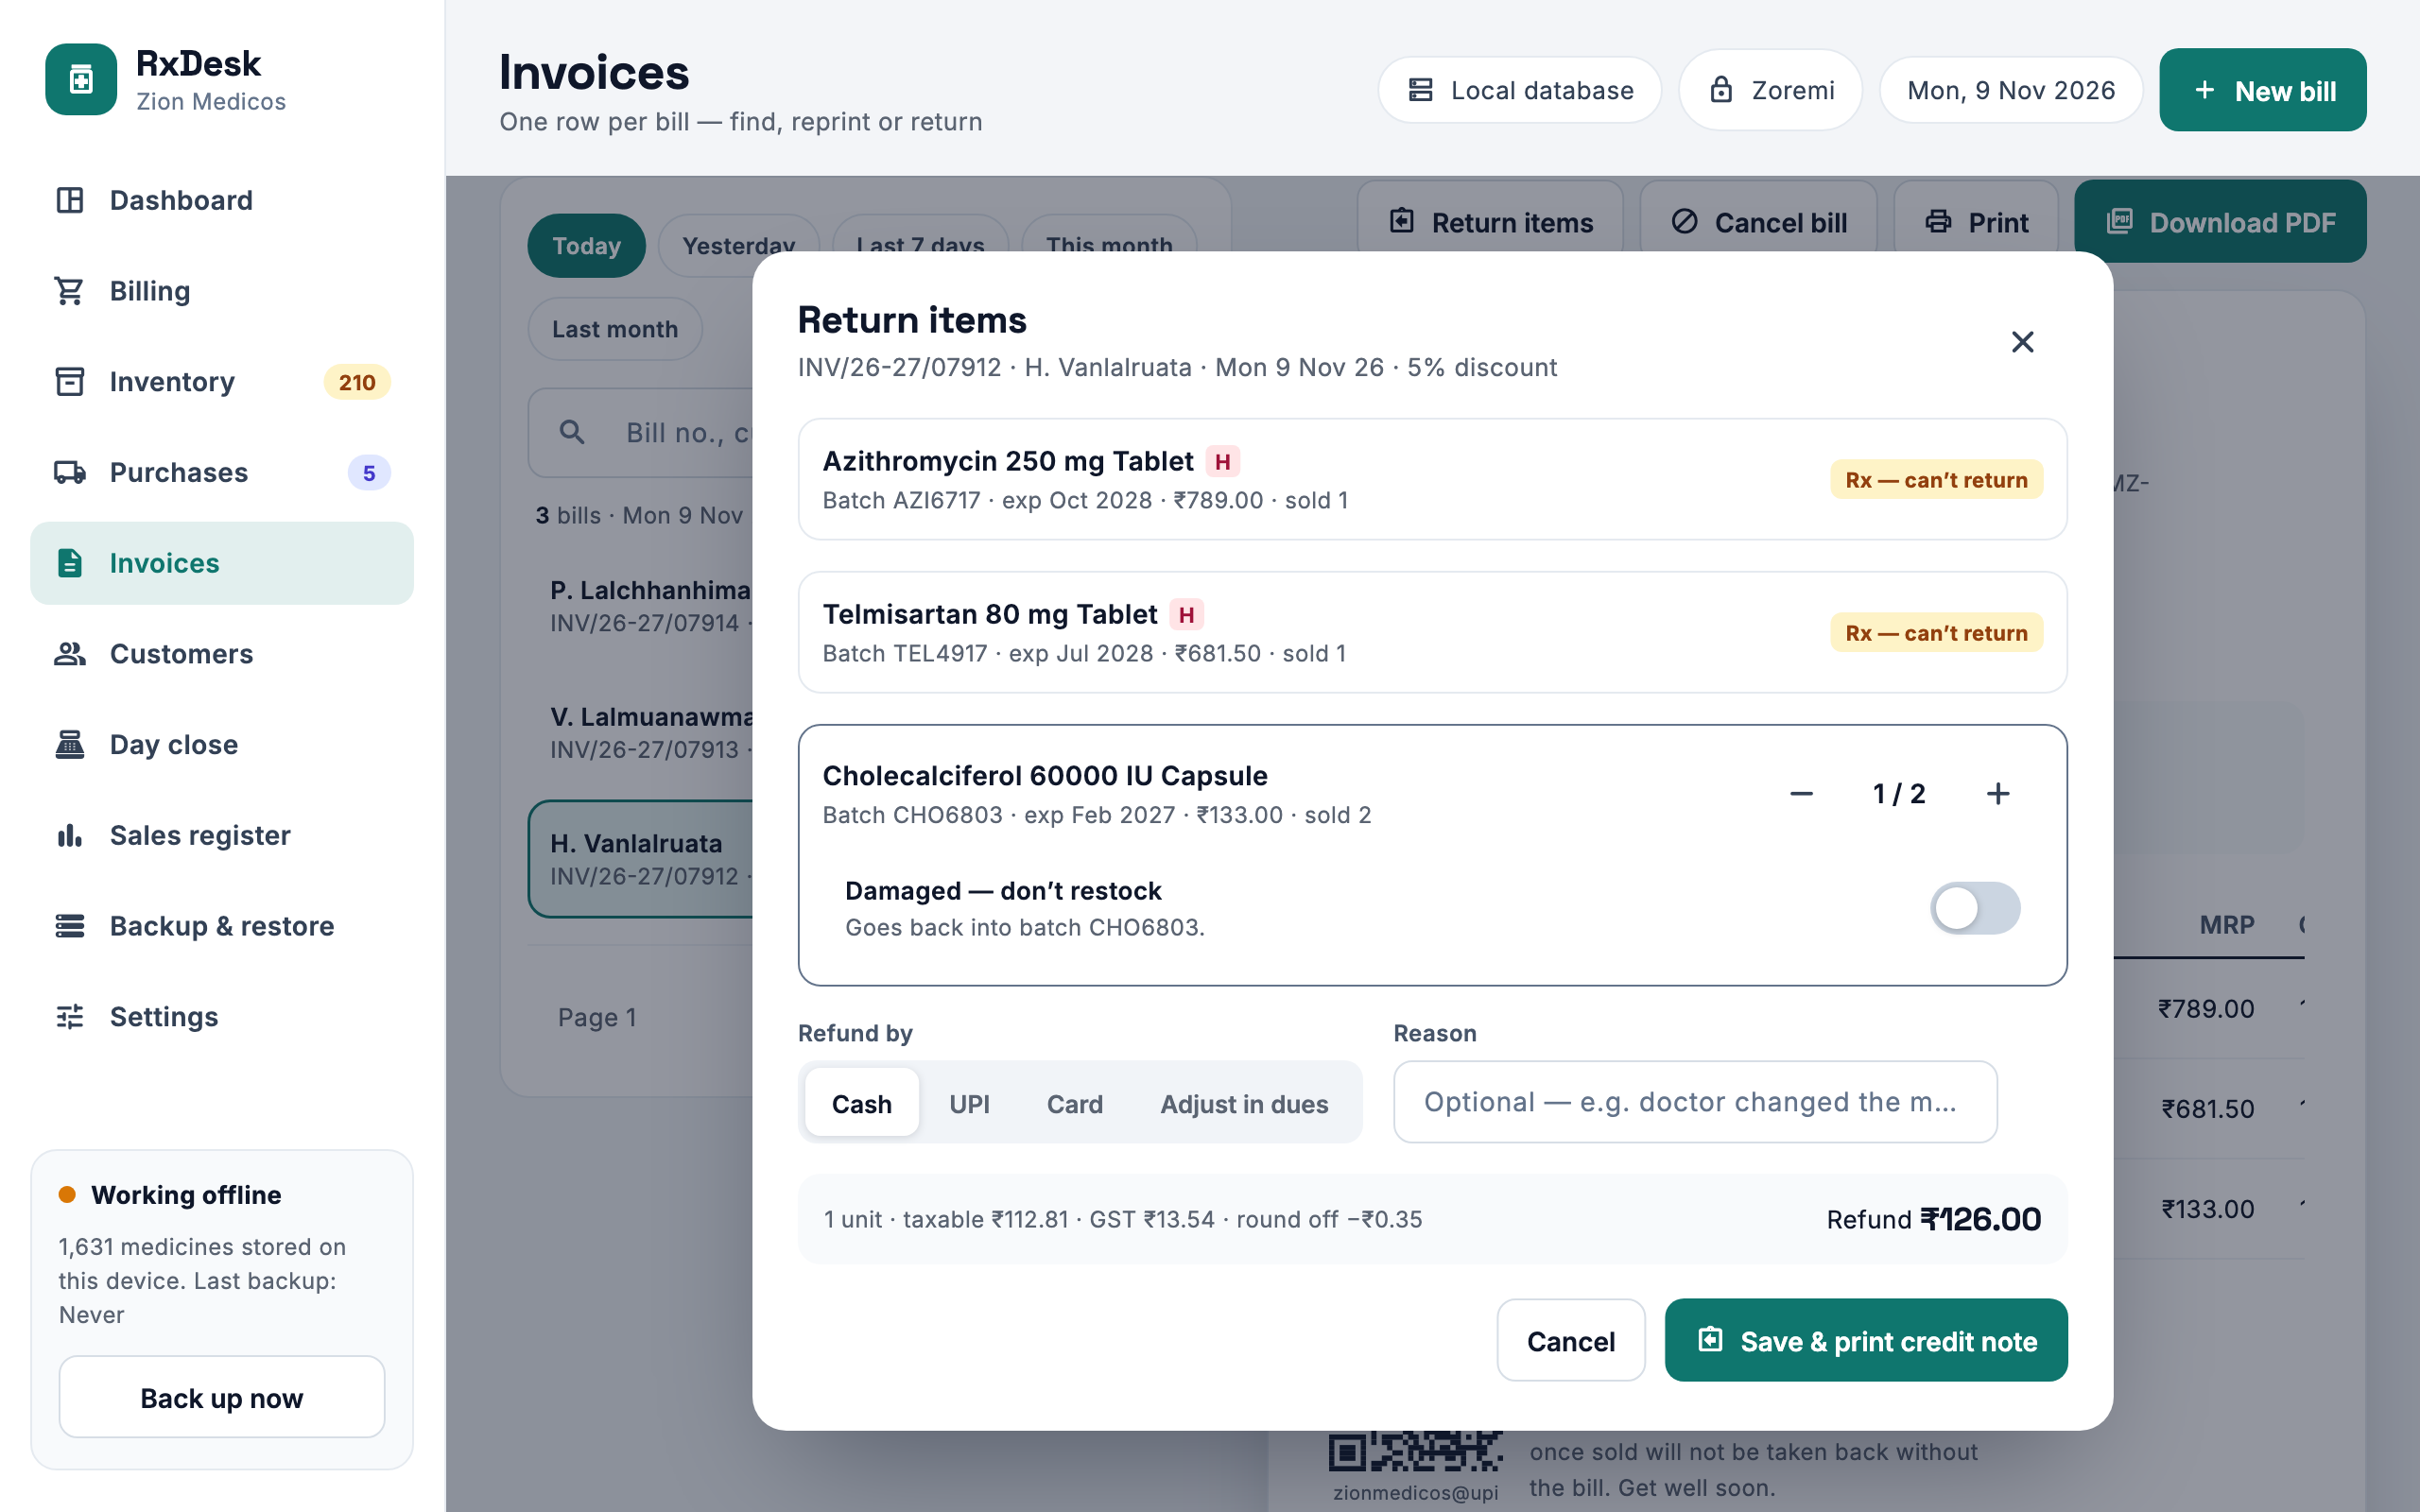 RxDesk
Zion Medicos
Dashboard
Billing
Inventory 210
Purchases 5
Invoices
Customers
Day close
Sales register
Backup & restore
Settings
Working offline
1,631 medicines stored on
this device. Last backup:
Never
Back up now
Invoices
One row per bill — find, reprint or return
Local database
Zoremi
Mon, 9 Nov 2026
+ New bill
Today
Yesterday
Last 7 days
This month
Last month
Return items
Cancel bill
Print
Download PDF
Bill no.,
3 bills · Mon 9 Nov
P. Lalchhanhima
INV/26-27/07914 ·
V. Lalmuanawma
INV/26-27/07913 ·
H. Vanlalruata
INV/26-27/07912 ·
Page 1
Return items
INV/26-27/07912 · H. Vanlalruata · Mon 9 Nov 26 · 5% discount
Azithromycin 250 mg Tablet H
Batch AZI6717 · exp Oct 2028 · ₹789.00 · sold 1
Rx — can’t return
Telmisartan 80 mg Tablet H
Batch TEL4917 · exp Jul 2028 · ₹681.50 · sold 1
Rx — can’t return
Cholecalciferol 60000 IU Capsule
Batch CHO6803 · exp Feb 2027 · ₹133.00 · sold 2
− 1 / 2 +
Damaged — don’t restock
Goes back into batch CHO6803.
Refund by
Cash
UPI
Card
Adjust in dues
Reason
Optional — e.g. doctor changed the m...
1 unit · taxable ₹112.81 · GST ₹13.54 · round off −₹0.35
Refund ₹126.00
Cancel
Save & print credit note
MZ-
MRP
₹789.00
₹681.50
₹133.00
zionmedicos@upi
once sold will not be taken back without
the bill. Get well soon.